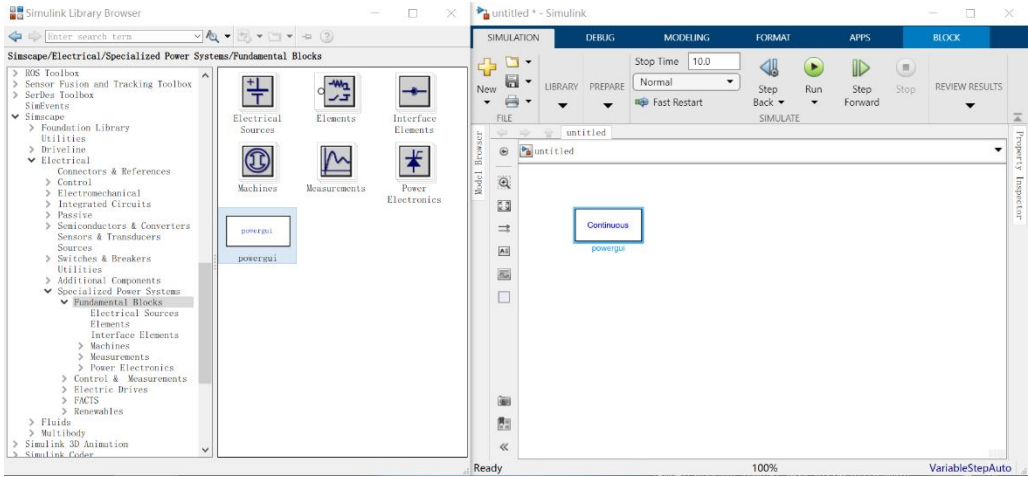 Simulink Library Browser
Enter search term
Simscape/Electrical/Specialized Power Systems/Fundamental Blocks
ROS Toolbox
Sensor Fusion and Tracking Toolbox
SerDes Toolbox
SimEvents
Simscape
Foundation Library
Utilities
Driveline
Electrical
Connectors & References
Control
Electromechanical
Integrated Circuits
Passive
Semiconductors & Converters
Sensors & Transducers
Sources
Switches & Breakers
Utilities
Additional Components
Specialized Power Systems
Fundamental Blocks
Electrical Sources
Elements
Interface Elements
Machines
Measurements
Power Electronics
Control & Measurements
Electric Drives
FACTS
Renewables
Fluids
Multibody
Simulink 3D Animation
Simulink Coder
Electrical
Sources
Elements
Interface
Elements
Machines
Measurements
Power
Electronics
powergui
powergui
untitled * - Simulink
SIMULATION DEBUG MODELING FORMAT APPS BLOCK
New
FILE
LIBRARY
PREPARE
Stop Time 10.0
Normal
Fast Restart
Step
Back
Run
Step
Forward
Stop
SIMULATE
REVIEW RESULTS
untitled
untitled
Model Browser
Property Inspector
Continuous
powergui
Ready 100% VariableStepAuto